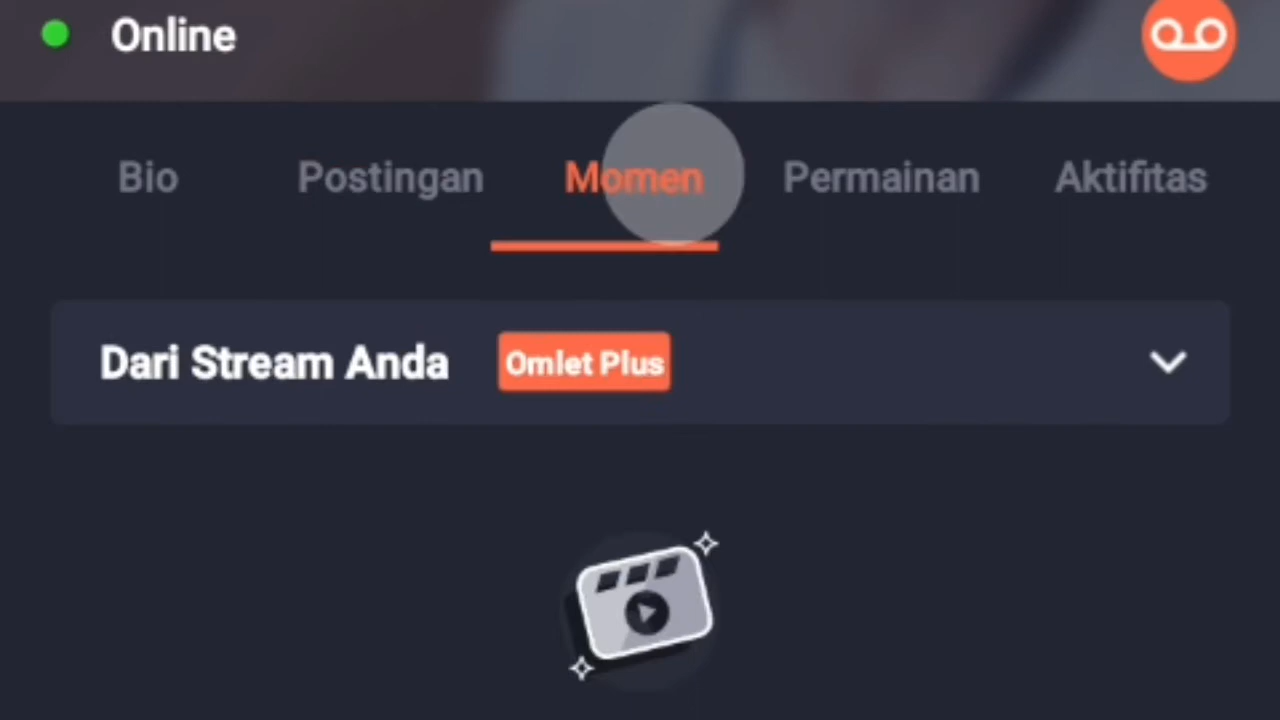 Online
Bio Postingan Momen Permainan Aktifitas
Dari Stream Anda Omlet Plus